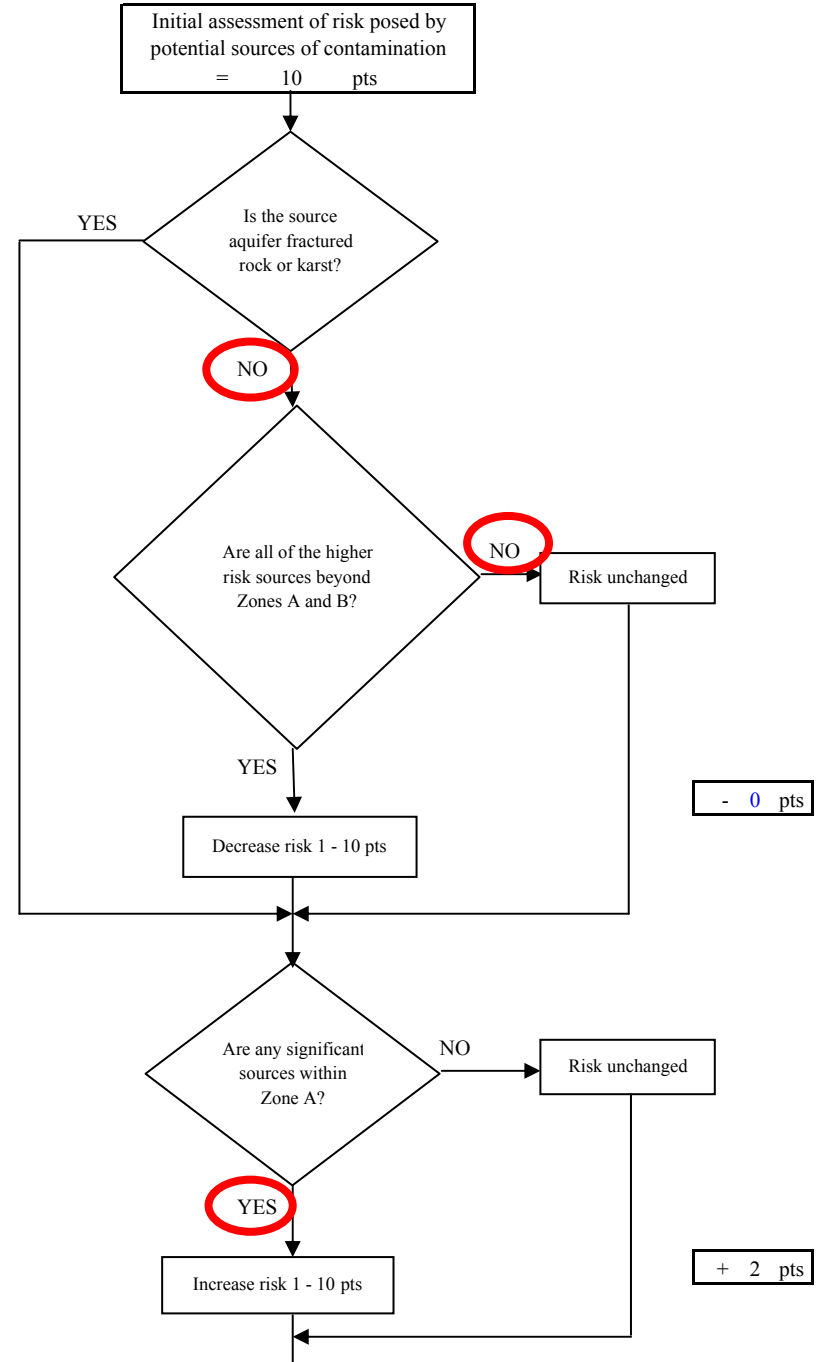 Initial assessment of risk posed by
potential sources of contamination
= 10 pts
YES
Is the source
aquifer fractured
rock or karst?
NO
Are all of the higher
risk sources beyond
Zones A and B?
NO
Risk unchanged
YES
- 0 pts
Decrease risk 1 - 10 pts
Are any significant
sources within
Zone A?
NO
Risk unchanged
YES
+ 2 pts
Increase risk 1 - 10 pts